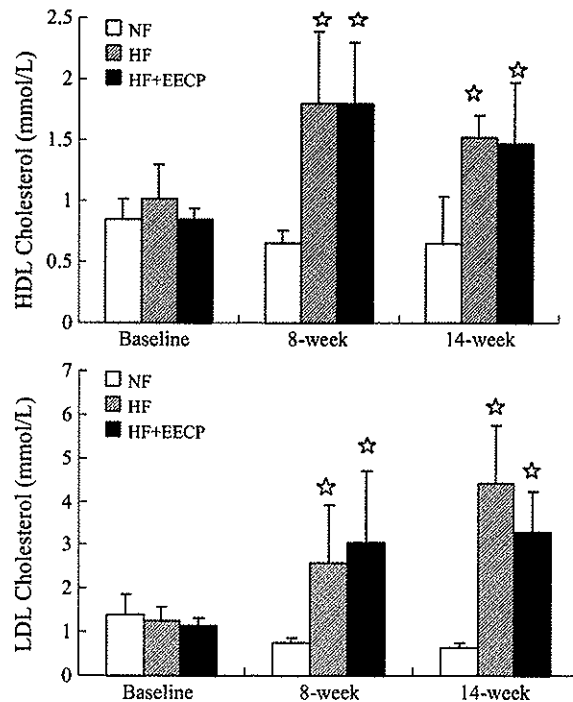 HDL Cholesterol (mmol/L)
2.5
2
1.5
1
0.5
0
NF
HF
HF+EECP
Baseline 8-week 14-week
LDL Cholesterol (mmol/L)
7
6
5
4
3
2
1
0
NF
HF
HF+EECP
Baseline 8-week 14-week